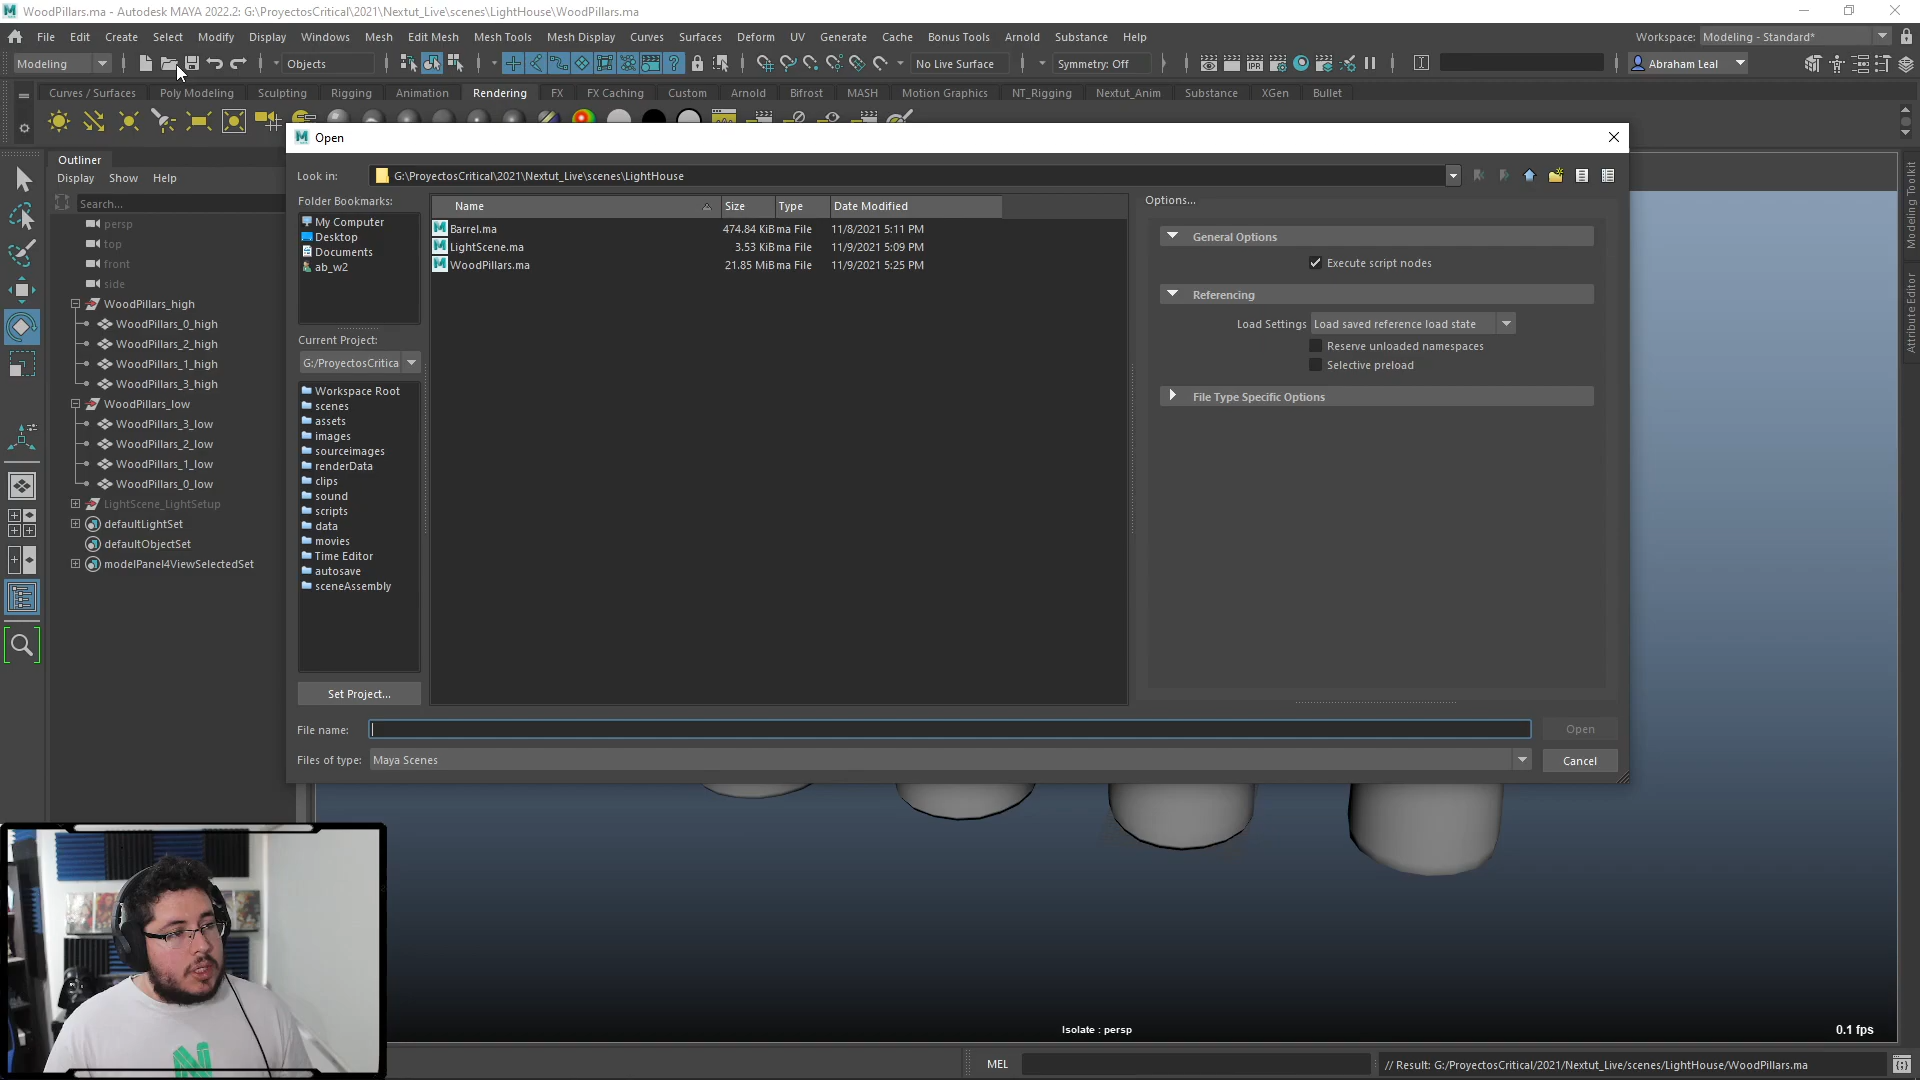 WoodPillars.ma - Autodesk MAYA 2022.2: G:\ProyectosCritical\2021\Nextut_Live\scenes\LightHouse\WoodPillars.ma
File Edit Create Select Modify Display Windows Mesh Edit Mesh Mesh Tools Mesh Display Curves Surfaces Deform UV Generate Cache Bonus Tools Arnold Substance Help
Workspace: Modeling - Standard*
Modeling
Objects
No Live Surface
Symmetry: Off
Abraham Leal
Curves / Surfaces Poly Modeling Sculpting Rigging Animation Rendering FX FX Caching Custom Arnold Bifrost MASH Motion Graphics NT_Rigging Nextut_Anim Substance XGen Bullet
Outliner
Display Show Help
Search...
persp
top
front
side
WoodPillars_high
WoodPillars_0_high
WoodPillars_2_high
WoodPillars_1_high
WoodPillars_3_high
WoodPillars_low
WoodPillars_3_low
WoodPillars_2_low
WoodPillars_1_low
WoodPillars_0_low
LightScene_LightSetup
defaultLightSet
defaultObjectSet
modelPanel4ViewSelectedSet
Open
Look in: G:\ProyectosCritical\2021\Nextut_Live\scenes\LightHouse
Folder Bookmarks:
My Computer
Desktop
Documents
ab_w2
Current Project:
G:/ProyectosCritica
Workspace Root
scenes
assets
images
sourceimages
renderData
clips
sound
scripts
data
movies
Time Editor
autosave
sceneAssembly
Set Project...
Name Size Type Date Modified
Barrel.ma 474.84 KiB ma File 11/8/2021 5:11 PM
LightScene.ma 3.53 KiB ma File 11/9/2021 5:09 PM
WoodPillars.ma 21.85 MiB ma File 11/9/2021 5:25 PM
Options...
General Options
Execute script nodes
Referencing
Load Settings Load saved reference load state
Reserve unloaded namespaces
Selective preload
File Type Specific Options
File name:
Open
Files of type: Maya Scenes
Cancel
Modeling Toolkit
Attribute Editor
Isolate : persp
0.1 fps
MEL
// Result: G:/ProyectosCritical/2021/Nextut_Live/scenes/LightHouse/WoodPillars.ma